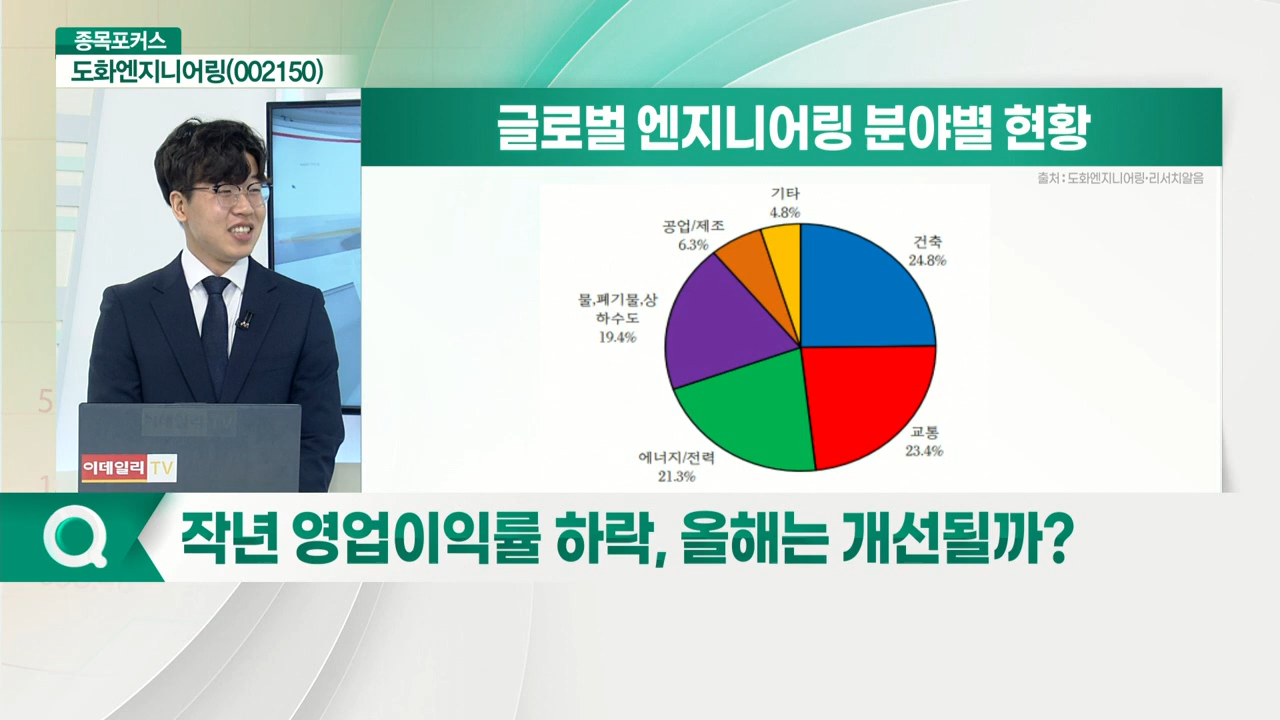 종목포커스
도화엔지니어링(002150)
글로벌 엔지니어링 분야별 현황
출처 : 도화엔지니어링·리서치알음
기타
4.8%
공업/제조
6.3%
건축
24.8%
물,폐기물,상
하수도
19.4%
교통
23.4%
에너지/전력
21.3%
이데일리 TV
작년 영업이익률 하락, 올해는 개선될까?